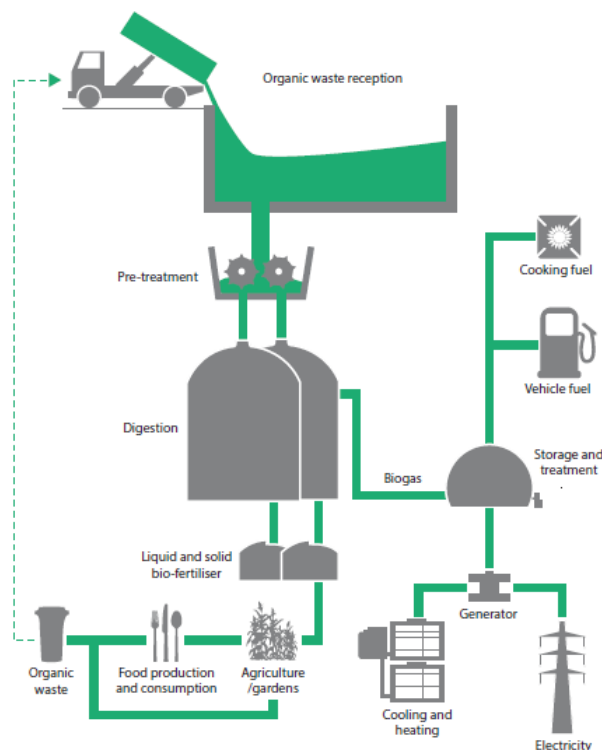 Organic waste reception
Pre-treatment
Cooking fuel
Vehicle fuel
Digestion
Storage and
treatment
.
Biogas
Liquid and solid
bio-fertiliser
Generator
Organic
waste
Food production
and consumption
Agriculture
/gardens
Cooling and
heating
Electricity